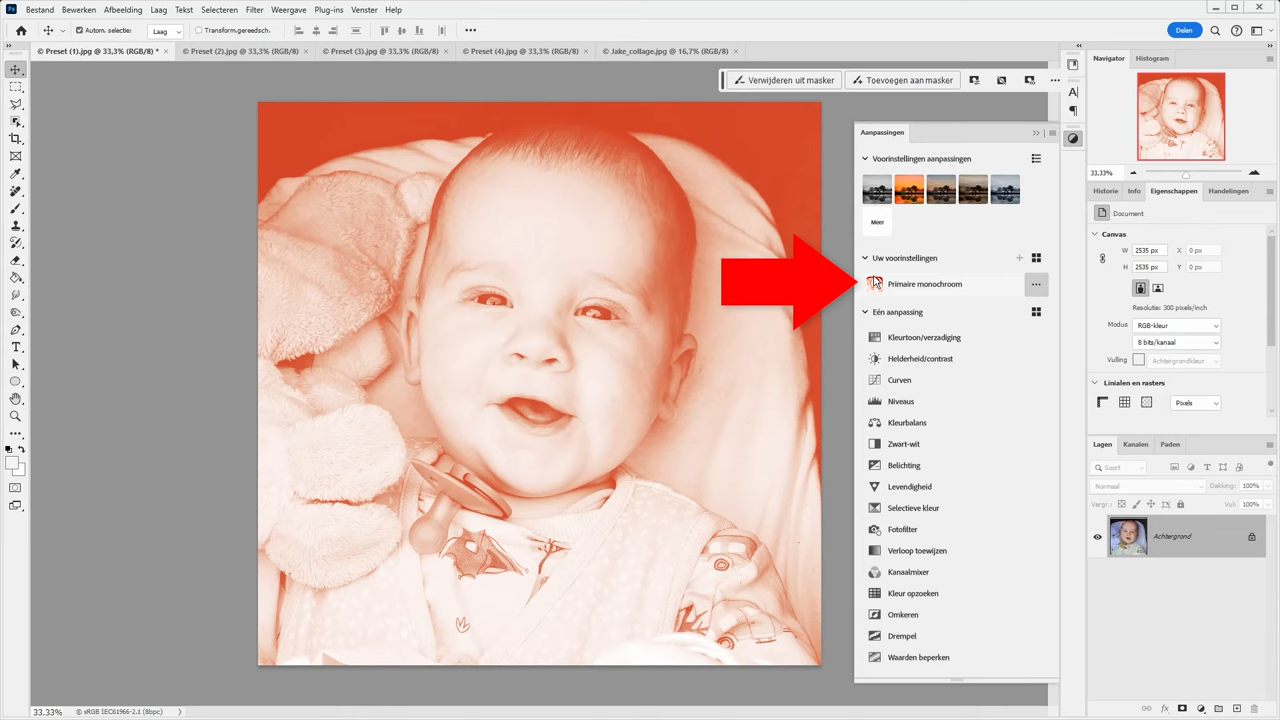 Ps Bestand Bewerken Afbeelding Laag Tekst Selecteren Filter Weergave Plug-ins Venster Help
Autom. selectie: Laag Transform.gereedsch. Delen
© Preset (1).jpg @ 33,3% (RGB/8) * × © Preset (2).jpg @ 33,3% (RGB/8) × © Preset (3).jpg @ 33,3% (RGB/8) × © Preset (4).jpg @ 33,3% (RGB/8) × © Jake_collage.jpg @ 16,7% (RGB/8) ×
Verwijderen uit masker Toevoegen aan masker
Aanpassingen
Voorinstellingen aanpassingen
Meer
Uw voorinstellingen
Primaire monochroom
Eén aanpassing
Kleurtoon/verzadiging
Helderheid/contrast
Curven
Niveaus
Kleurbalans
Zwart-wit
Belichting
Levendigheid
Selectieve kleur
Fotofilter
Verloop toewijzen
Kanaalmixer
Kleur opzoeken
Omkeren
Drempel
Waarden beperken
Navigator Histogram
33,33%
Historie Info Eigenschappen Handelingen
Document
Canvas
W 2535 px X 0 px
H 2535 px Y 0 px
Resolutie: 300 pixels/inch
Modus RGB-kleur
8 bits/kanaal
Vulling Achtergrondkleur
Linialen en rasters
Pixels
Lagen Kanalen Paden
Soort
Normaal Dekking: 100%
Vergr.: Vul: 100%
Achtergrond
33.33% © sRGB IEC61966-2.1 (8bpc)